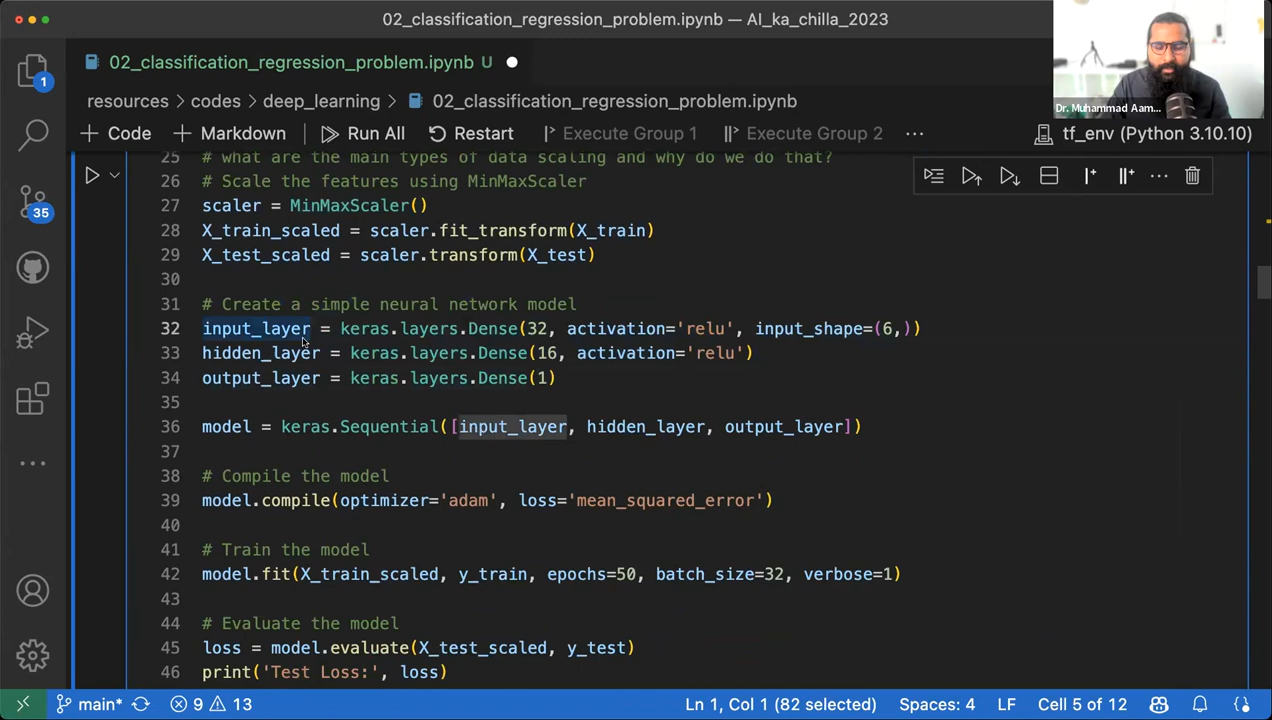 02_classification_regression_problem.ipynb — AI_ka_chilla_2023
02_classification_regression_problem.ipynb U
1
resources > codes > deep_learning > 02_classification_regression_problem.ipynb
Dr. Muhammad Aam...
+ Code + Markdown Run All Restart Execute Group 1 Execute Group 2 ... tf_env (Python 3.10.10)
35
25 # what are the main types of data scaling and why do we do that?
26 # Scale the features using MinMaxScaler
27 scaler = MinMaxScaler()
28 X_train_scaled = scaler.fit_transform(X_train)
29 X_test_scaled = scaler.transform(X_test)
30
31 # Create a simple neural network model
32 input_layer = keras.layers.Dense(32, activation='relu', input_shape=(6,))
33 hidden_layer = keras.layers.Dense(16, activation='relu')
34 output_layer = keras.layers.Dense(1)
35
36 model = keras.Sequential([input_layer, hidden_layer, output_layer])
37
38 # Compile the model
39 model.compile(optimizer='adam', loss='mean_squared_error')
40
41 # Train the model
42 model.fit(X_train_scaled, y_train, epochs=50, batch_size=32, verbose=1)
43
44 # Evaluate the model
45 loss = model.evaluate(X_test_scaled, y_test)
46 print('Test Loss:', loss)
main* 9 13 Ln 1, Col 1 (82 selected) Spaces: 4 LF Cell 5 of 12